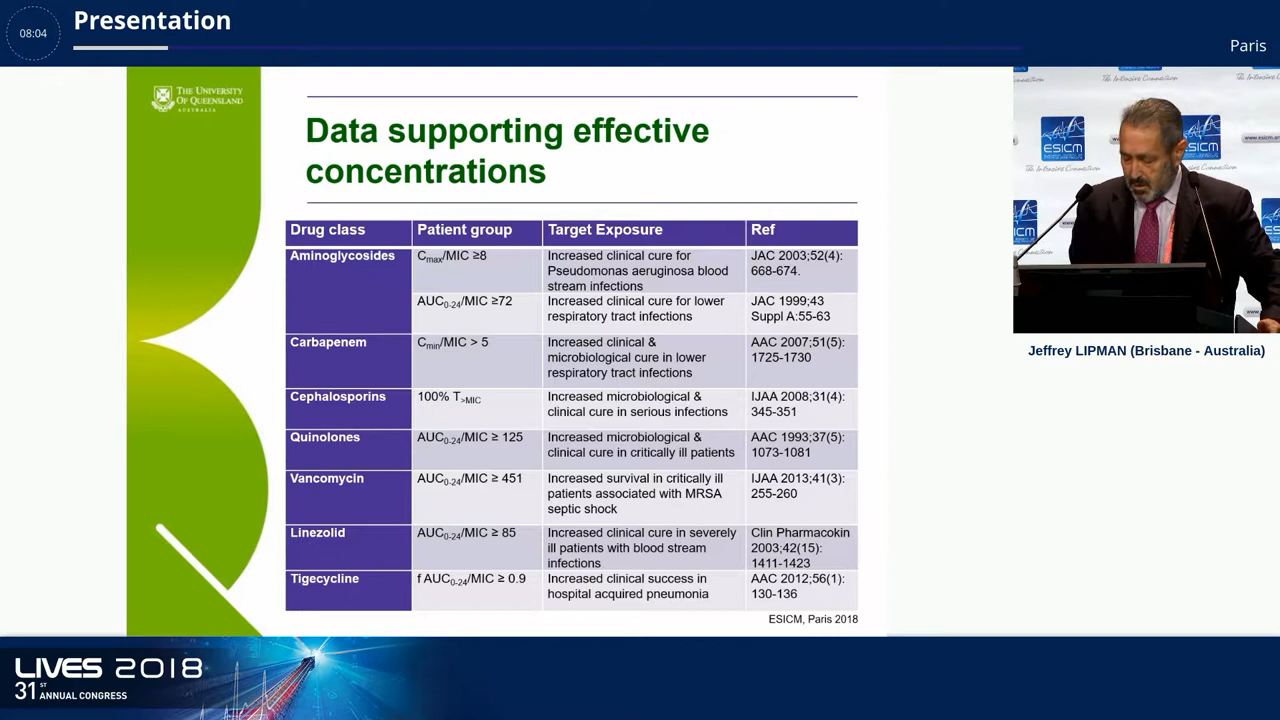 08:04
Presentation
Paris
THE UNIVERSITY
OF QUEENSLAND
AUSTRALIA
Data supporting effective
concentrations
Drug class Patient group Target Exposure Ref
Aminoglycosides Cmax/MIC ≥8 Increased clinical cure for JAC 2003;52(4):
Pseudomonas aeruginosa blood 668-674.
stream infections
AUC0-24/MIC ≥72 Increased clinical cure for lower JAC 1999;43
respiratory tract infections Suppl A:55-63
Carbapenem Cmin/MIC > 5 Increased clinical & AAC 2007;51(5):
microbiological cure in lower 1725-1730
respiratory tract infections
Cephalosporins 100% T>MIC Increased microbiological & IJAA 2008;31(4):
clinical cure in serious infections 345-351
Quinolones AUC0-24/MIC ≥ 125 Increased microbiological & AAC 1993;37(5):
clinical cure in critically ill patients 1073-1081
Vancomycin AUC0-24/MIC ≥ 451 Increased survival in critically ill IJAA 2013;41(3):
patients associated with MRSA 255-260
septic shock
Linezolid AUC0-24/MIC ≥ 85 Increased clinical cure in severely Clin Pharmacokin
ill patients with blood stream 2003;42(15):
infections 1411-1423
Tigecycline f AUC0-24/MIC ≥ 0.9 Increased clinical success in AAC 2012;56(1):
hospital acquired pneumonia 130-136
ESICM, Paris 2018
ESICM
ESICM
The Intensive Connection
Jeffrey LIPMAN (Brisbane - Australia)
LIVES 2018
31ST ANNUAL CONGRESS